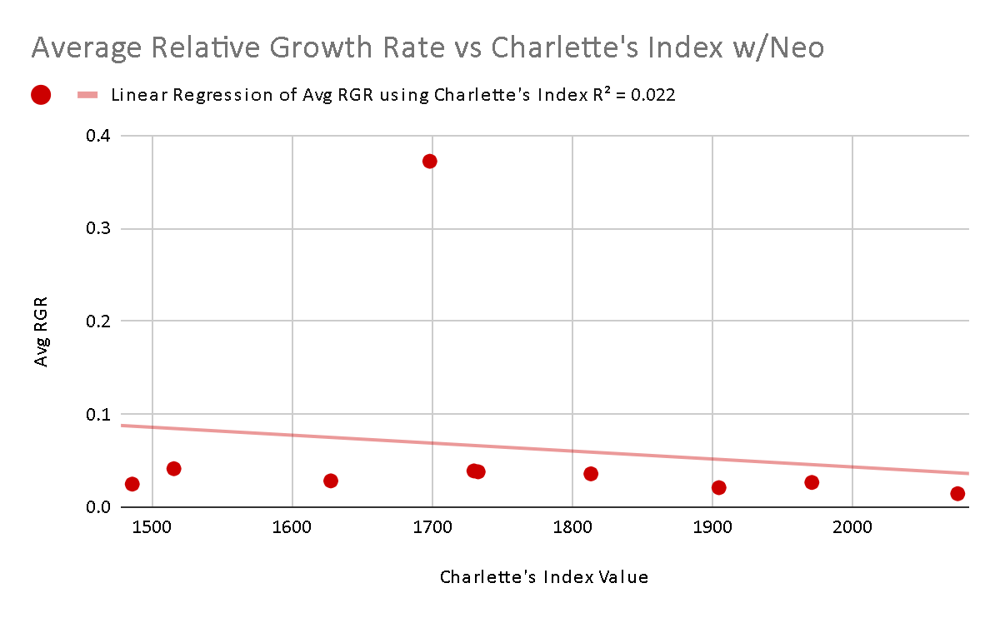 Average Relative Growth Rate vs Charlette's Index w/Neo
Linear Regression of Avg RGR using Charlette's Index R² = 0.022
0.4
0.3
0.2
0.1
0.0
Avg RGR
1500 1600 1700 1800 1900 2000
Charlette's Index Value